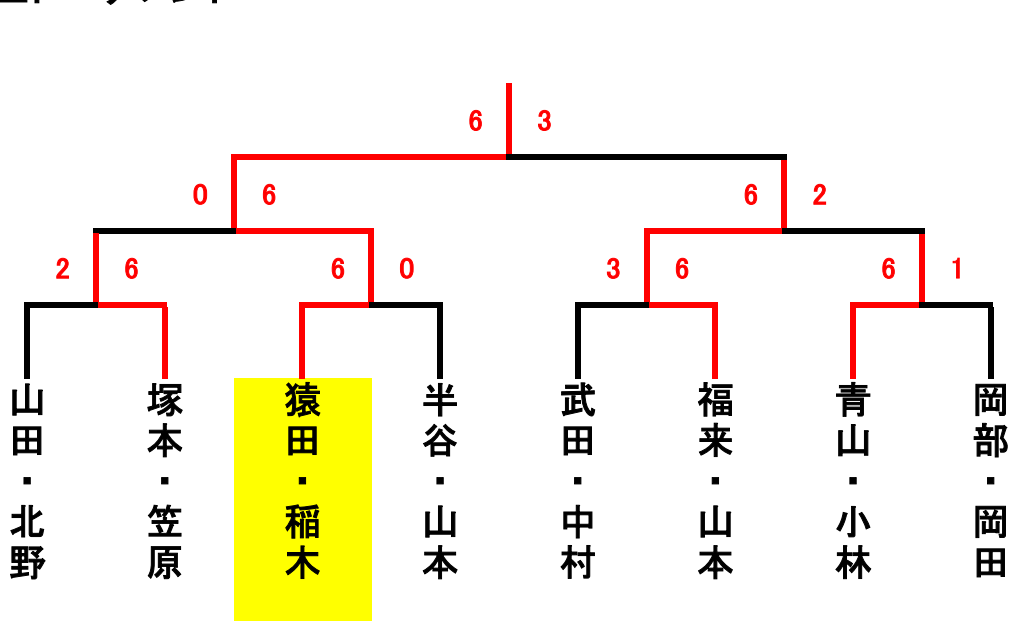 6 3
0 6
6 2
2 6
6 0
3 6
6 1
山田・北野
塚本・笠原
猿田・稲木
半谷・山本
武田・中村
福来・山本
青山・小林
岡部・岡田